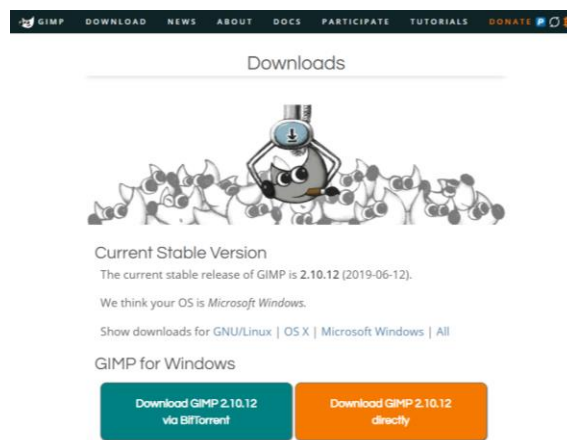 GIMP DOWNLOAD NEWS ABOUT DOCS PARTICIPATE TUTORIALS DONATE
Downloads
Current Stable Version
The current stable release of GIMP is 2.10.12 (2019-06-12).
We think your OS is Microsoft Windows.
Show downloads for GNU/Linux | OS X | Microsoft Windows | All
GIMP for Windows
Download GIMP 2.10.12
via BitTorrent
Download GIMP 2.10.12
directly